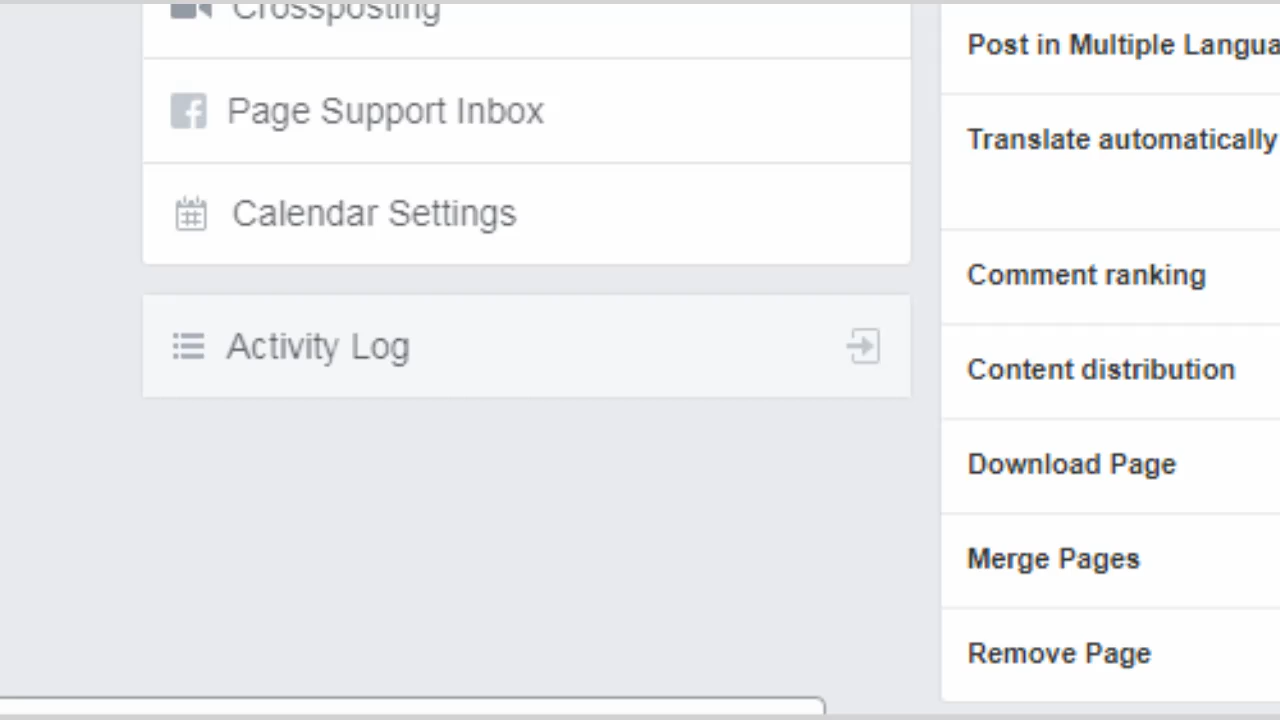 Crossposting
Page Support Inbox
Calendar Settings
Activity Log
Post in Multiple
Translate automatically
Comment ranking
Content distribution
Download Page
Merge Pages
Remove Page